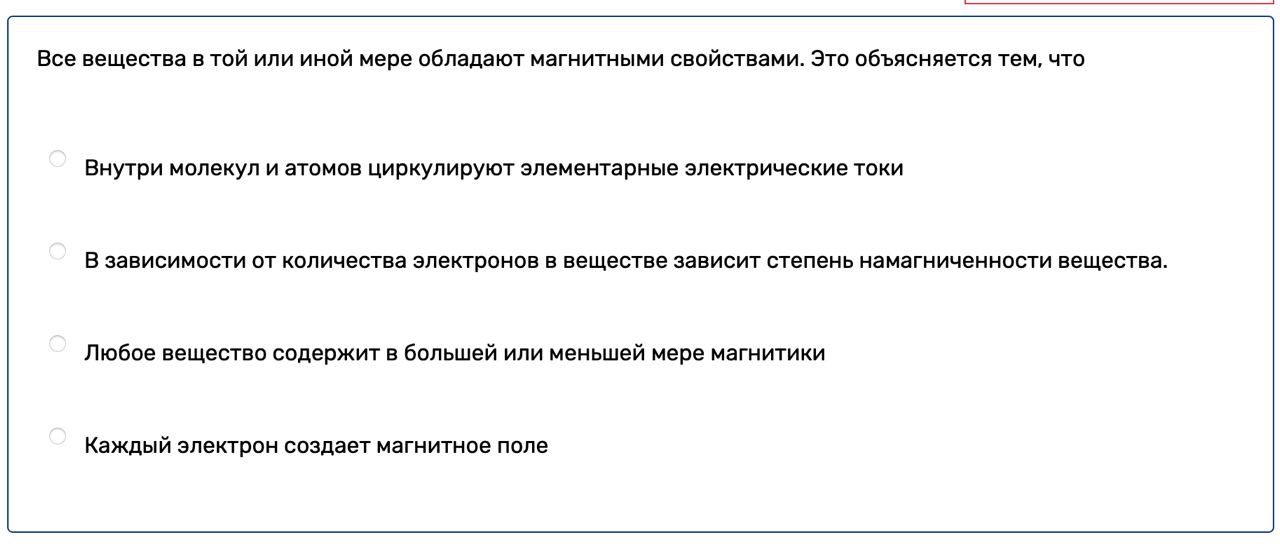 Все вещества в той или иной мере обладают магнитными свойствами. Это объясняется тем, что
Внутри молекул и атомов циркулируют элементарные электрические токи
В зависимости от количества электронов в веществе зависит степень намагниченности вещества.
Любое вещество содержит в большей или меньшей мере магнитики
Каждый электрон создает магнитное поле